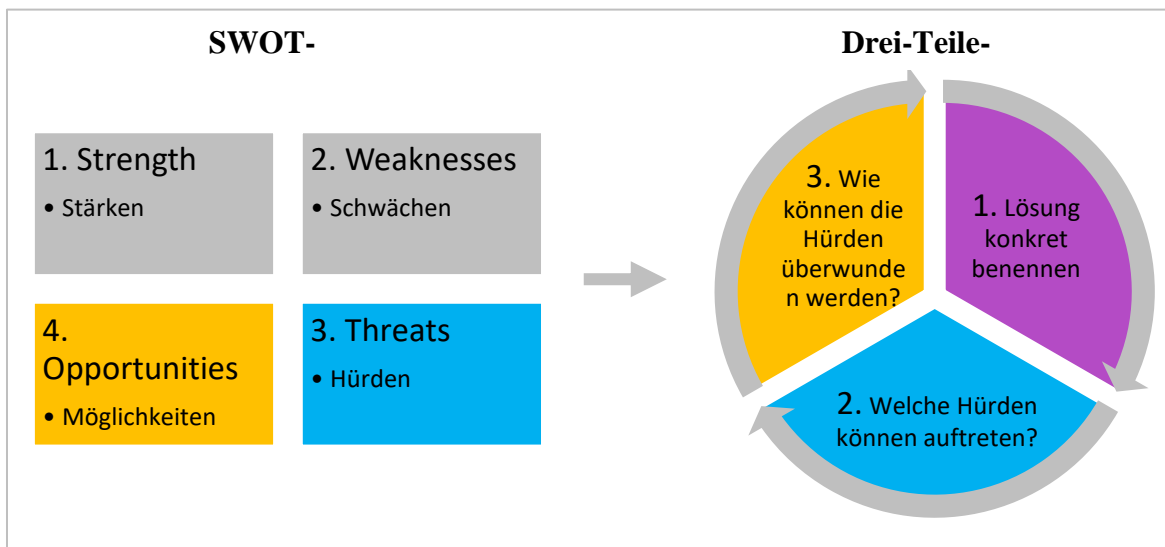 SWOT-
Drei-Teile-
1. Strength
• Stärken
2. Weaknesses
• Schwächen
4.
Opportunities
• Möglichkeiten
3. Threats
• Hürden
3. Wie
können die
Hürden
überwunde
n werden?
1. Lösung
konkret
benennen
2. Welche Hürden
können auftreten?